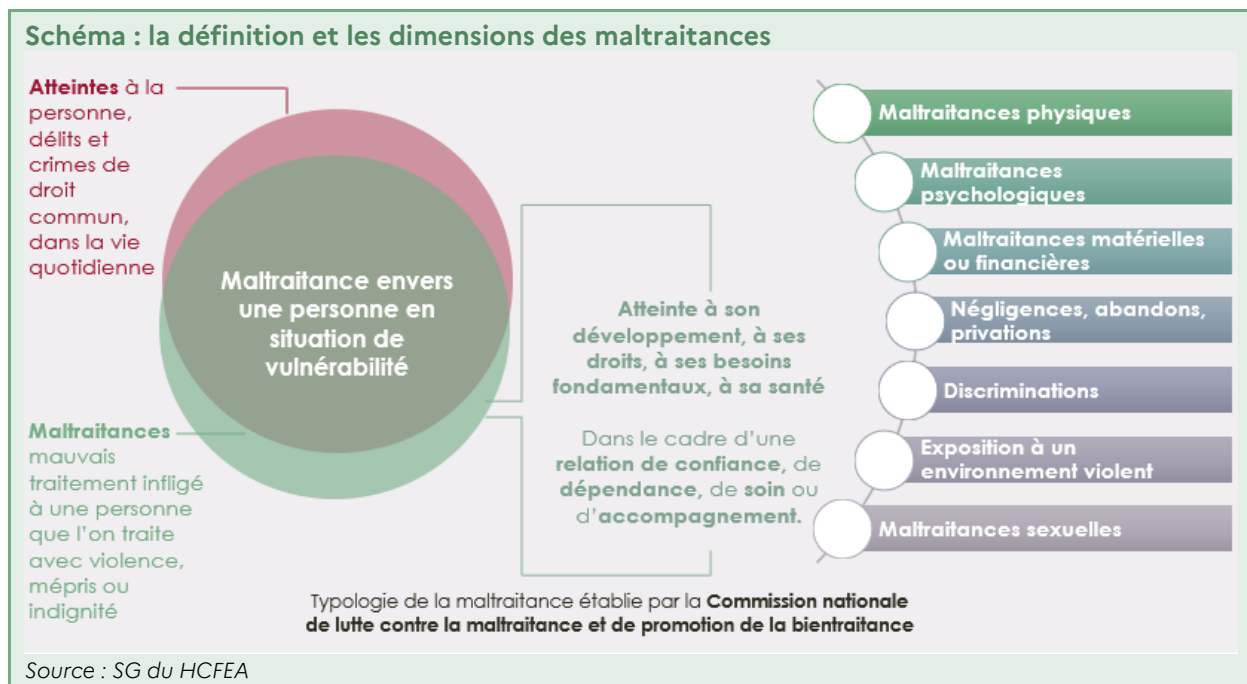 Schéma : la définition et les dimensions des maltraitances
Atteintes à la
personne,
délits et
crimes de
droit
commun,
dans la vie
quotidienne
Maltraitance envers
une personne en
situation de
vulnérabilité
Maltraitances
mauvais
traitement infligé
à une personne
que l'on traite
avec violence,
mépris ou
indignité
Atteinte à son
développement, à ses
droits, à ses besoins
fondamentaux, à sa santé
Dans le cadre d'une
relation de confiance, de
dépendance, de soin ou
d'accompagnement.
Maltraitances physiques
Maltraitances
psychologiques
Maltraitances matérielles
ou financières
Négligences, abandons,
privations
Discriminations
Exposition à un
environnement violent
Maltraitances sexuelles
Typologie de la maltraitance établie par la Commission nationale
de lutte contre la maltraitance et de promotion de la bientraitance
Source : SG du HCFEA